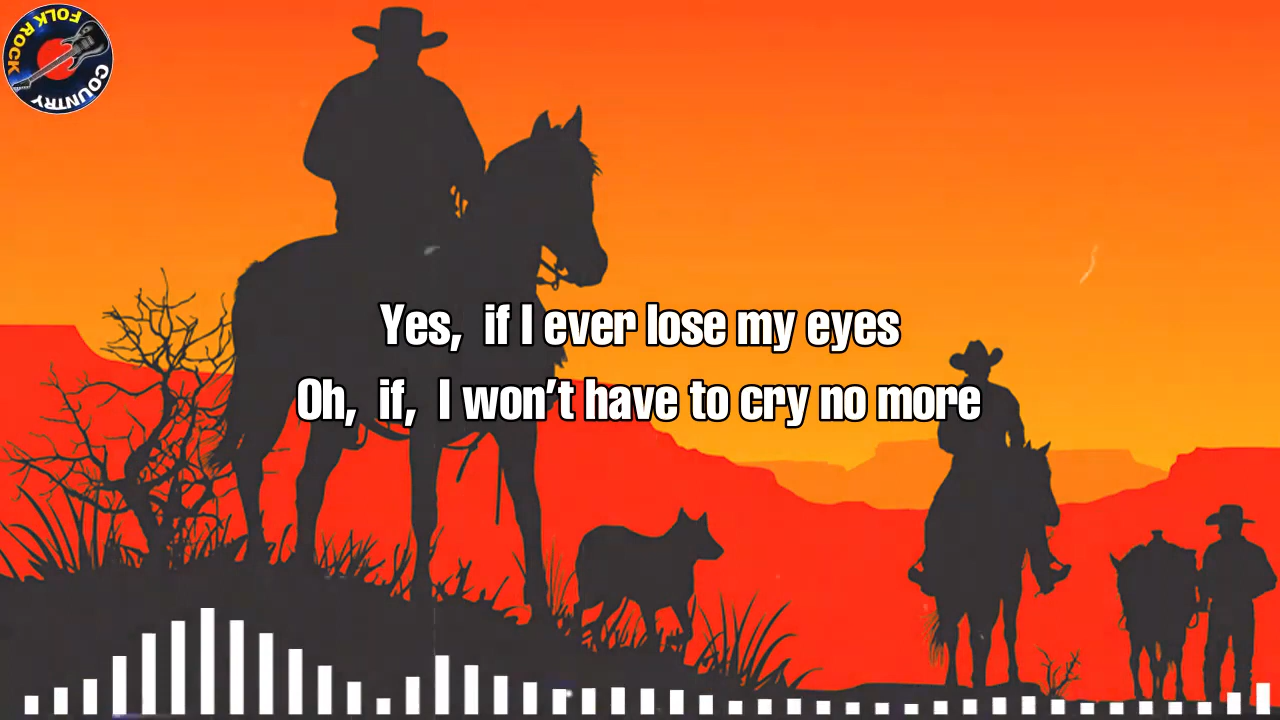 FOLK ROCK
COUNTRY
Yes, if I ever lose my eyes
Oh, if, I won't have to cry no more